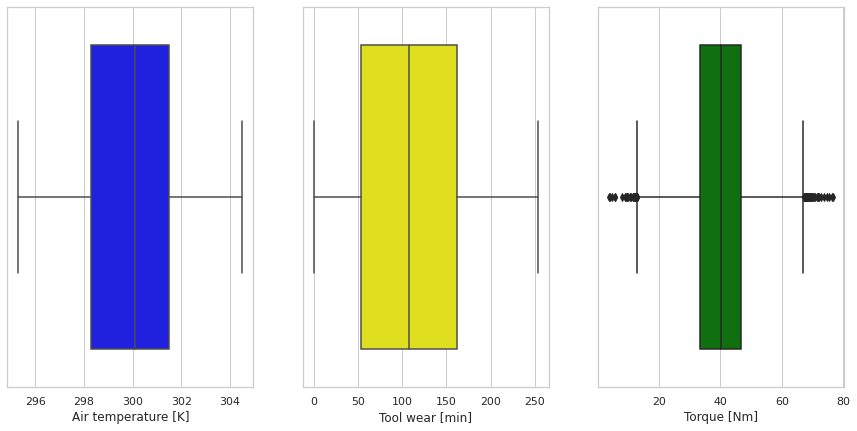 296 298 300 302 304
Air temperature [K]
0 50 100 150 200 250
Tool wear [min]
20 40 60 80
Torque [Nm]